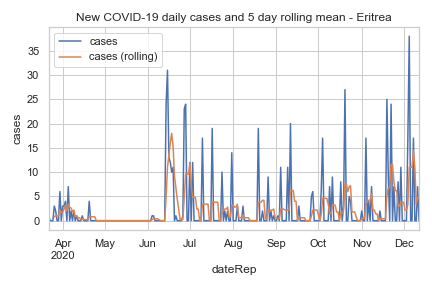 New COVID-19 daily cases and 5 day rolling mean - Eritrea
cases
cases (rolling)
35
30
25
20
15
10
5
0
cases
Apr May Jun Jul Aug Sep Oct Nov Dec
2020
dateRep